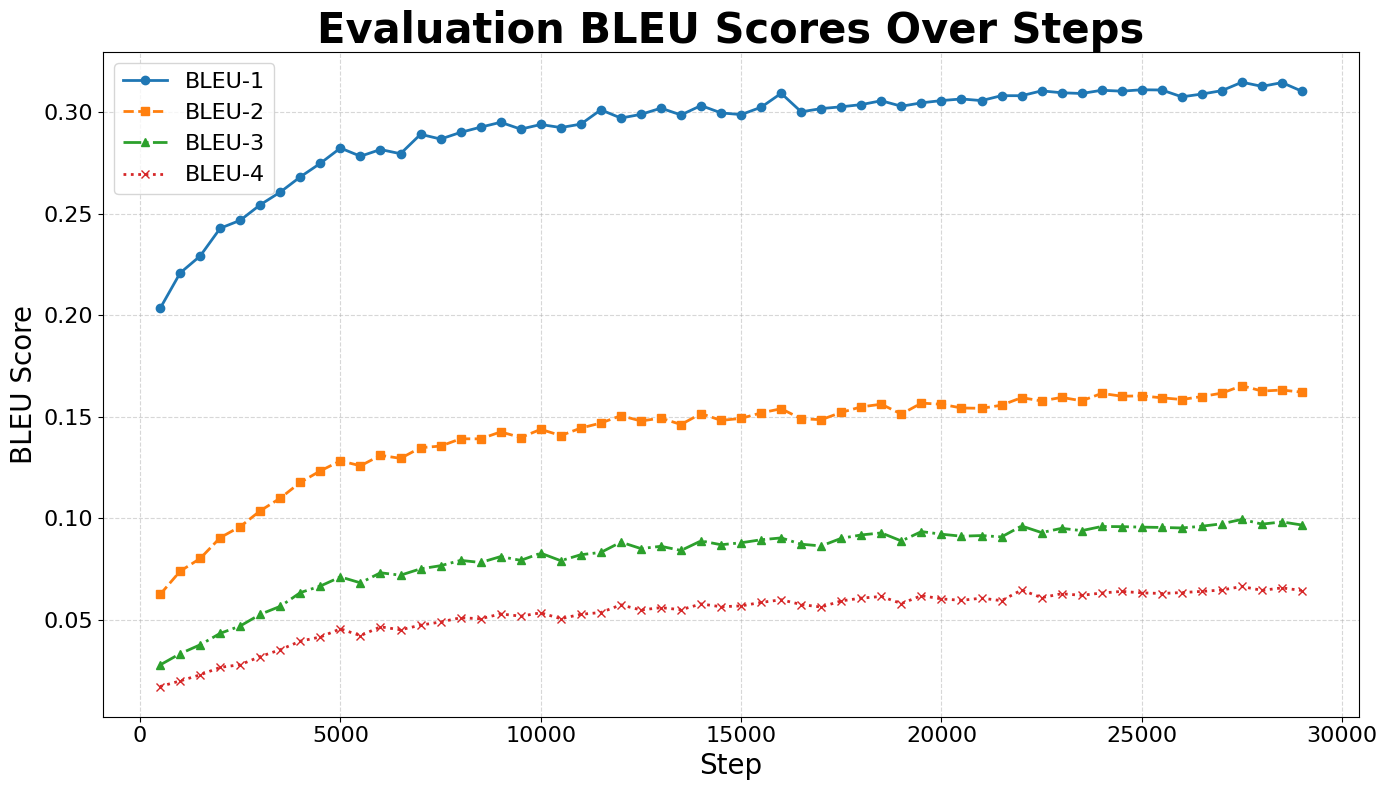 Evaluation BLEU Scores Over Steps
BLEU-1
BLEU-2
BLEU-3
BLEU-4
BLEU Score
0.30
0.25
0.20
0.15
0.10
0.05
0 5000 10000 15000 20000 25000 30000
Step